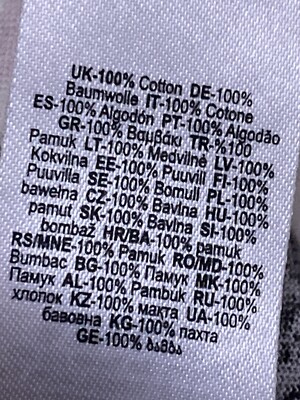 UK-100% Cotton DE-100%
Baumwolle IT-100% Cotone
ES-100% Algodón PT-100% Algodão
GR-100% Βαμβάκι TR-%100
Pamuk LT-100% Medvilnė LV-100%
Kokvilna EE-100% Puuvill FI-100%
Puuvilla SE-100% Bomull PL-100%
bawełna CZ-100% Bavlna HU-100%
pamut SK-100% Bavlna SI-100%
bombaž HR/BA-100% pamuk
RS/MNE-100% Pamuk RO/MD-100%
Bumbac BG-100% Памук MK-100%
Памук AL-100% Pambuk RU-100%
хлопок KZ-100% мақта UA-100%
бавовна KG-100% пахта
GE-100% ბამბა